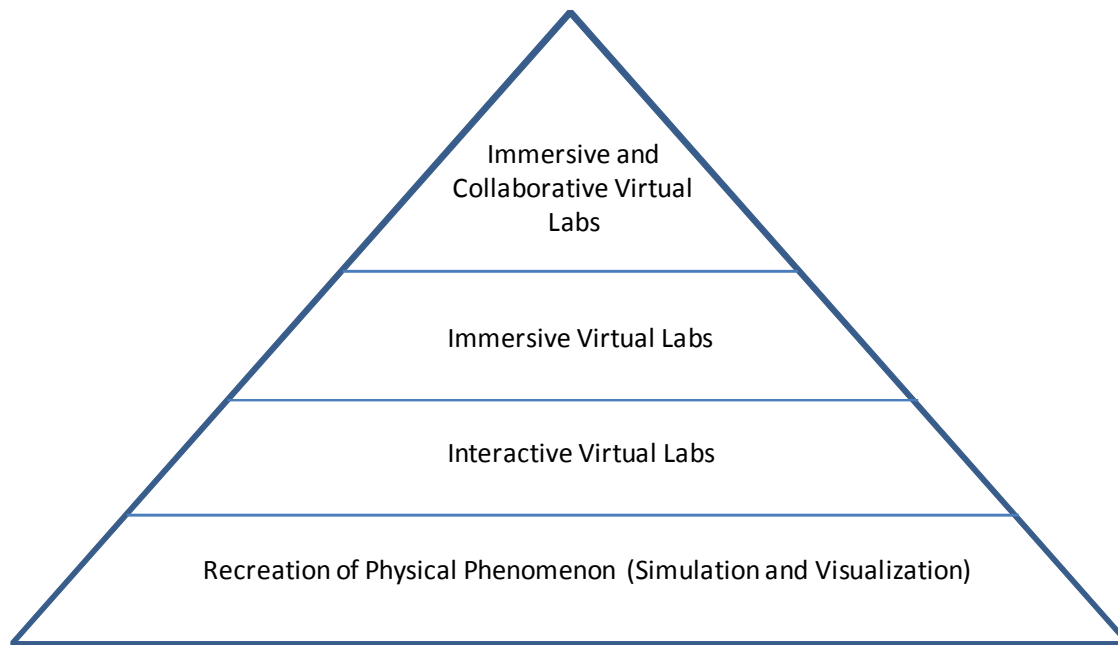 Immersive and
Collaborative Virtual
Labs
Immersive Virtual Labs
Interactive Virtual Labs
Recreation of Physical Phenomenon (Simulation and Visualization)